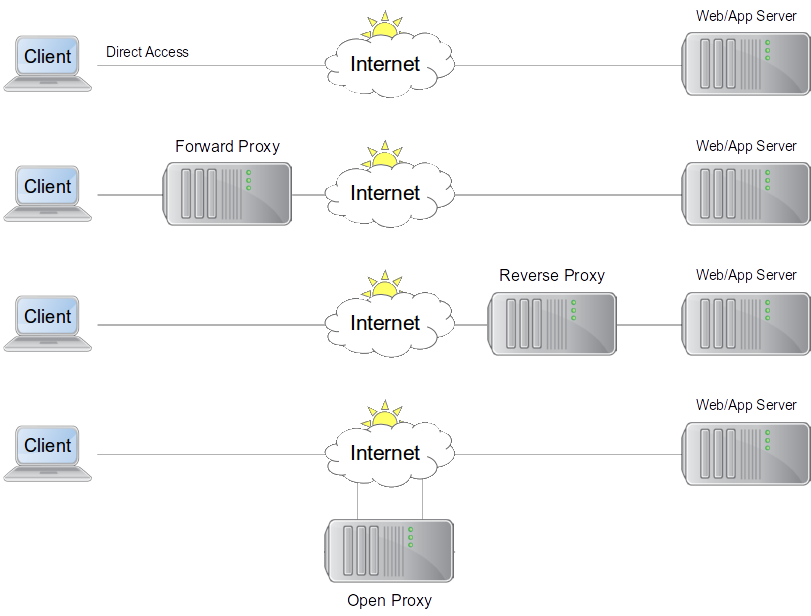 Web/App Server
Client
Direct Access
Internet
Forward Proxy
Web/App Server
Client
Internet
Reverse Proxy
Web/App Server
Client
Internet
Web/App Server
Client
Internet
Open Proxy